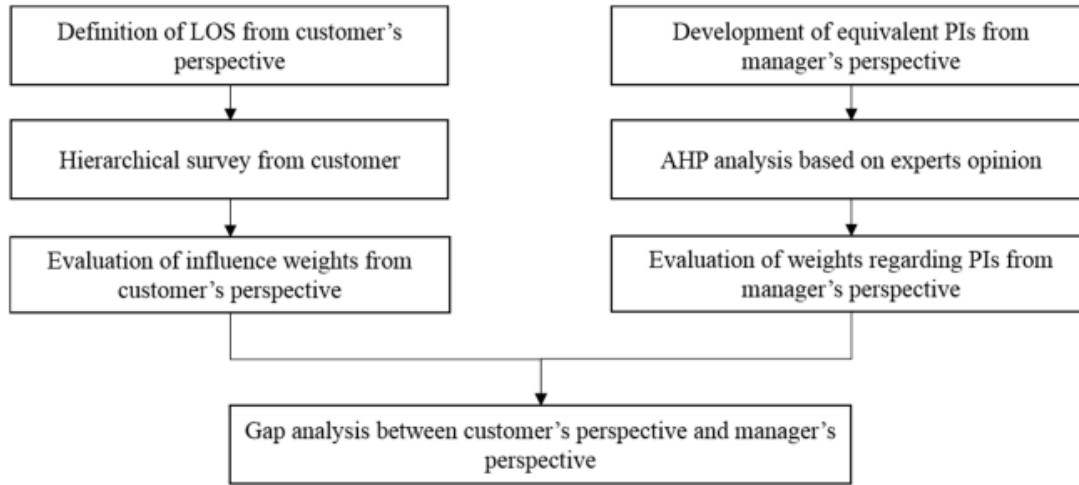 Definition of LOS from customer’s
perspective
Development of equivalent PIs from
manager’s perspective
Hierarchical survey from customer
AHP analysis based on experts opinion
Evaluation of influence weights from
customer’s perspective
Evaluation of weights regarding PIs from
manager’s perspective
Gap analysis between customer’s perspective and manager’s
perspective